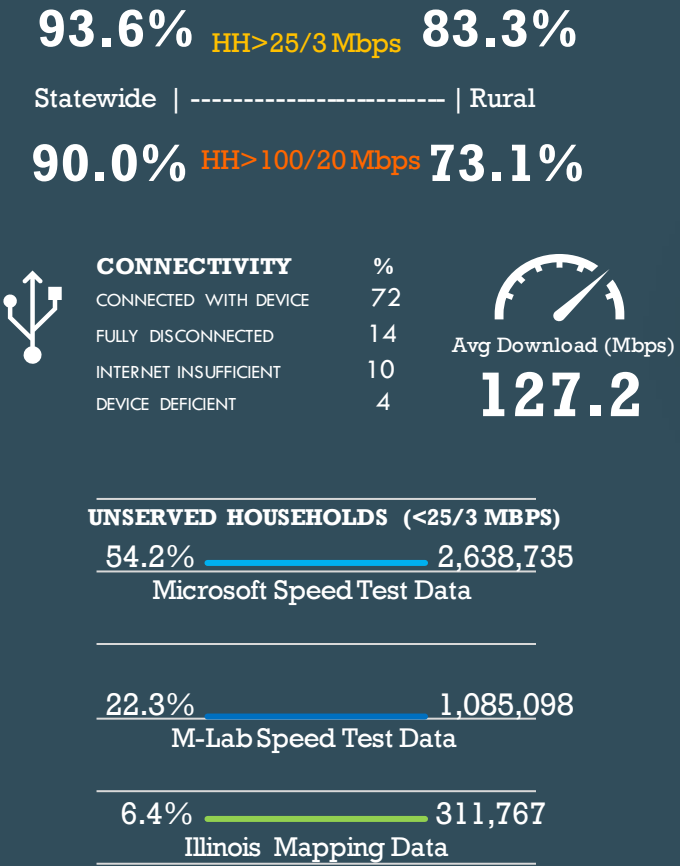 93.6% HH>25/3 Mbps 83.3%
Statewide | ------------------------ | Rural
90.0% HH>100/20 Mbps 73.1%
CONNECTIVITY %
CONNECTED WITH DEVICE 72
FULLY DISCONNECTED 14
INTERNET INSUFFICIENT 10
DEVICE DEFICIENT 4
Avg Download (Mbps)
127.2
UNSERVED HOUSEHOLDS (<25/3 MBPS)
54.2% 2,638,735
Microsoft Speed Test Data
22.3% 1,085,098
M-Lab Speed Test Data
6.4% 311,767
Illinois Mapping Data